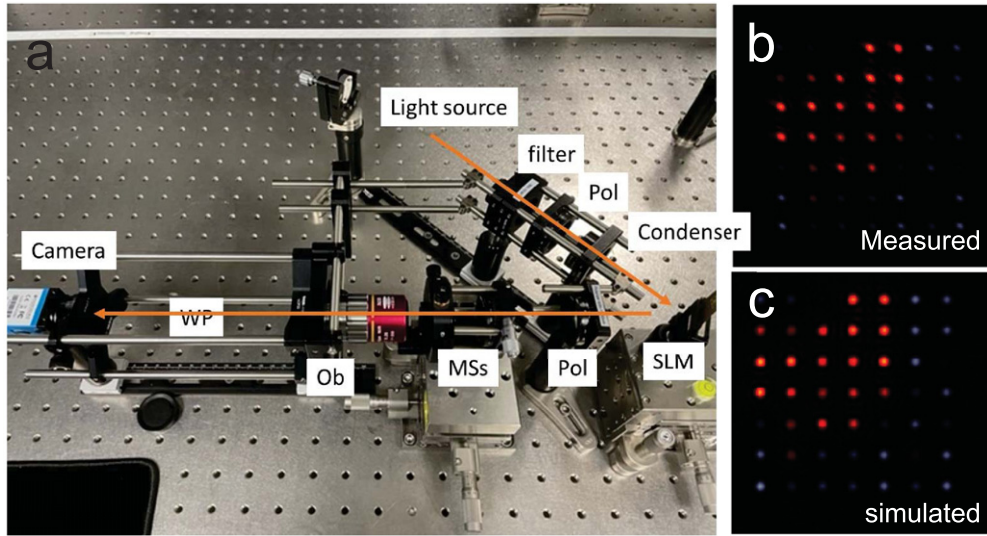 a
Light source
filter
Pol
Condenser
Camera
WP
Ob
MSs
Pol
SLM
b
Measured
c
simulated